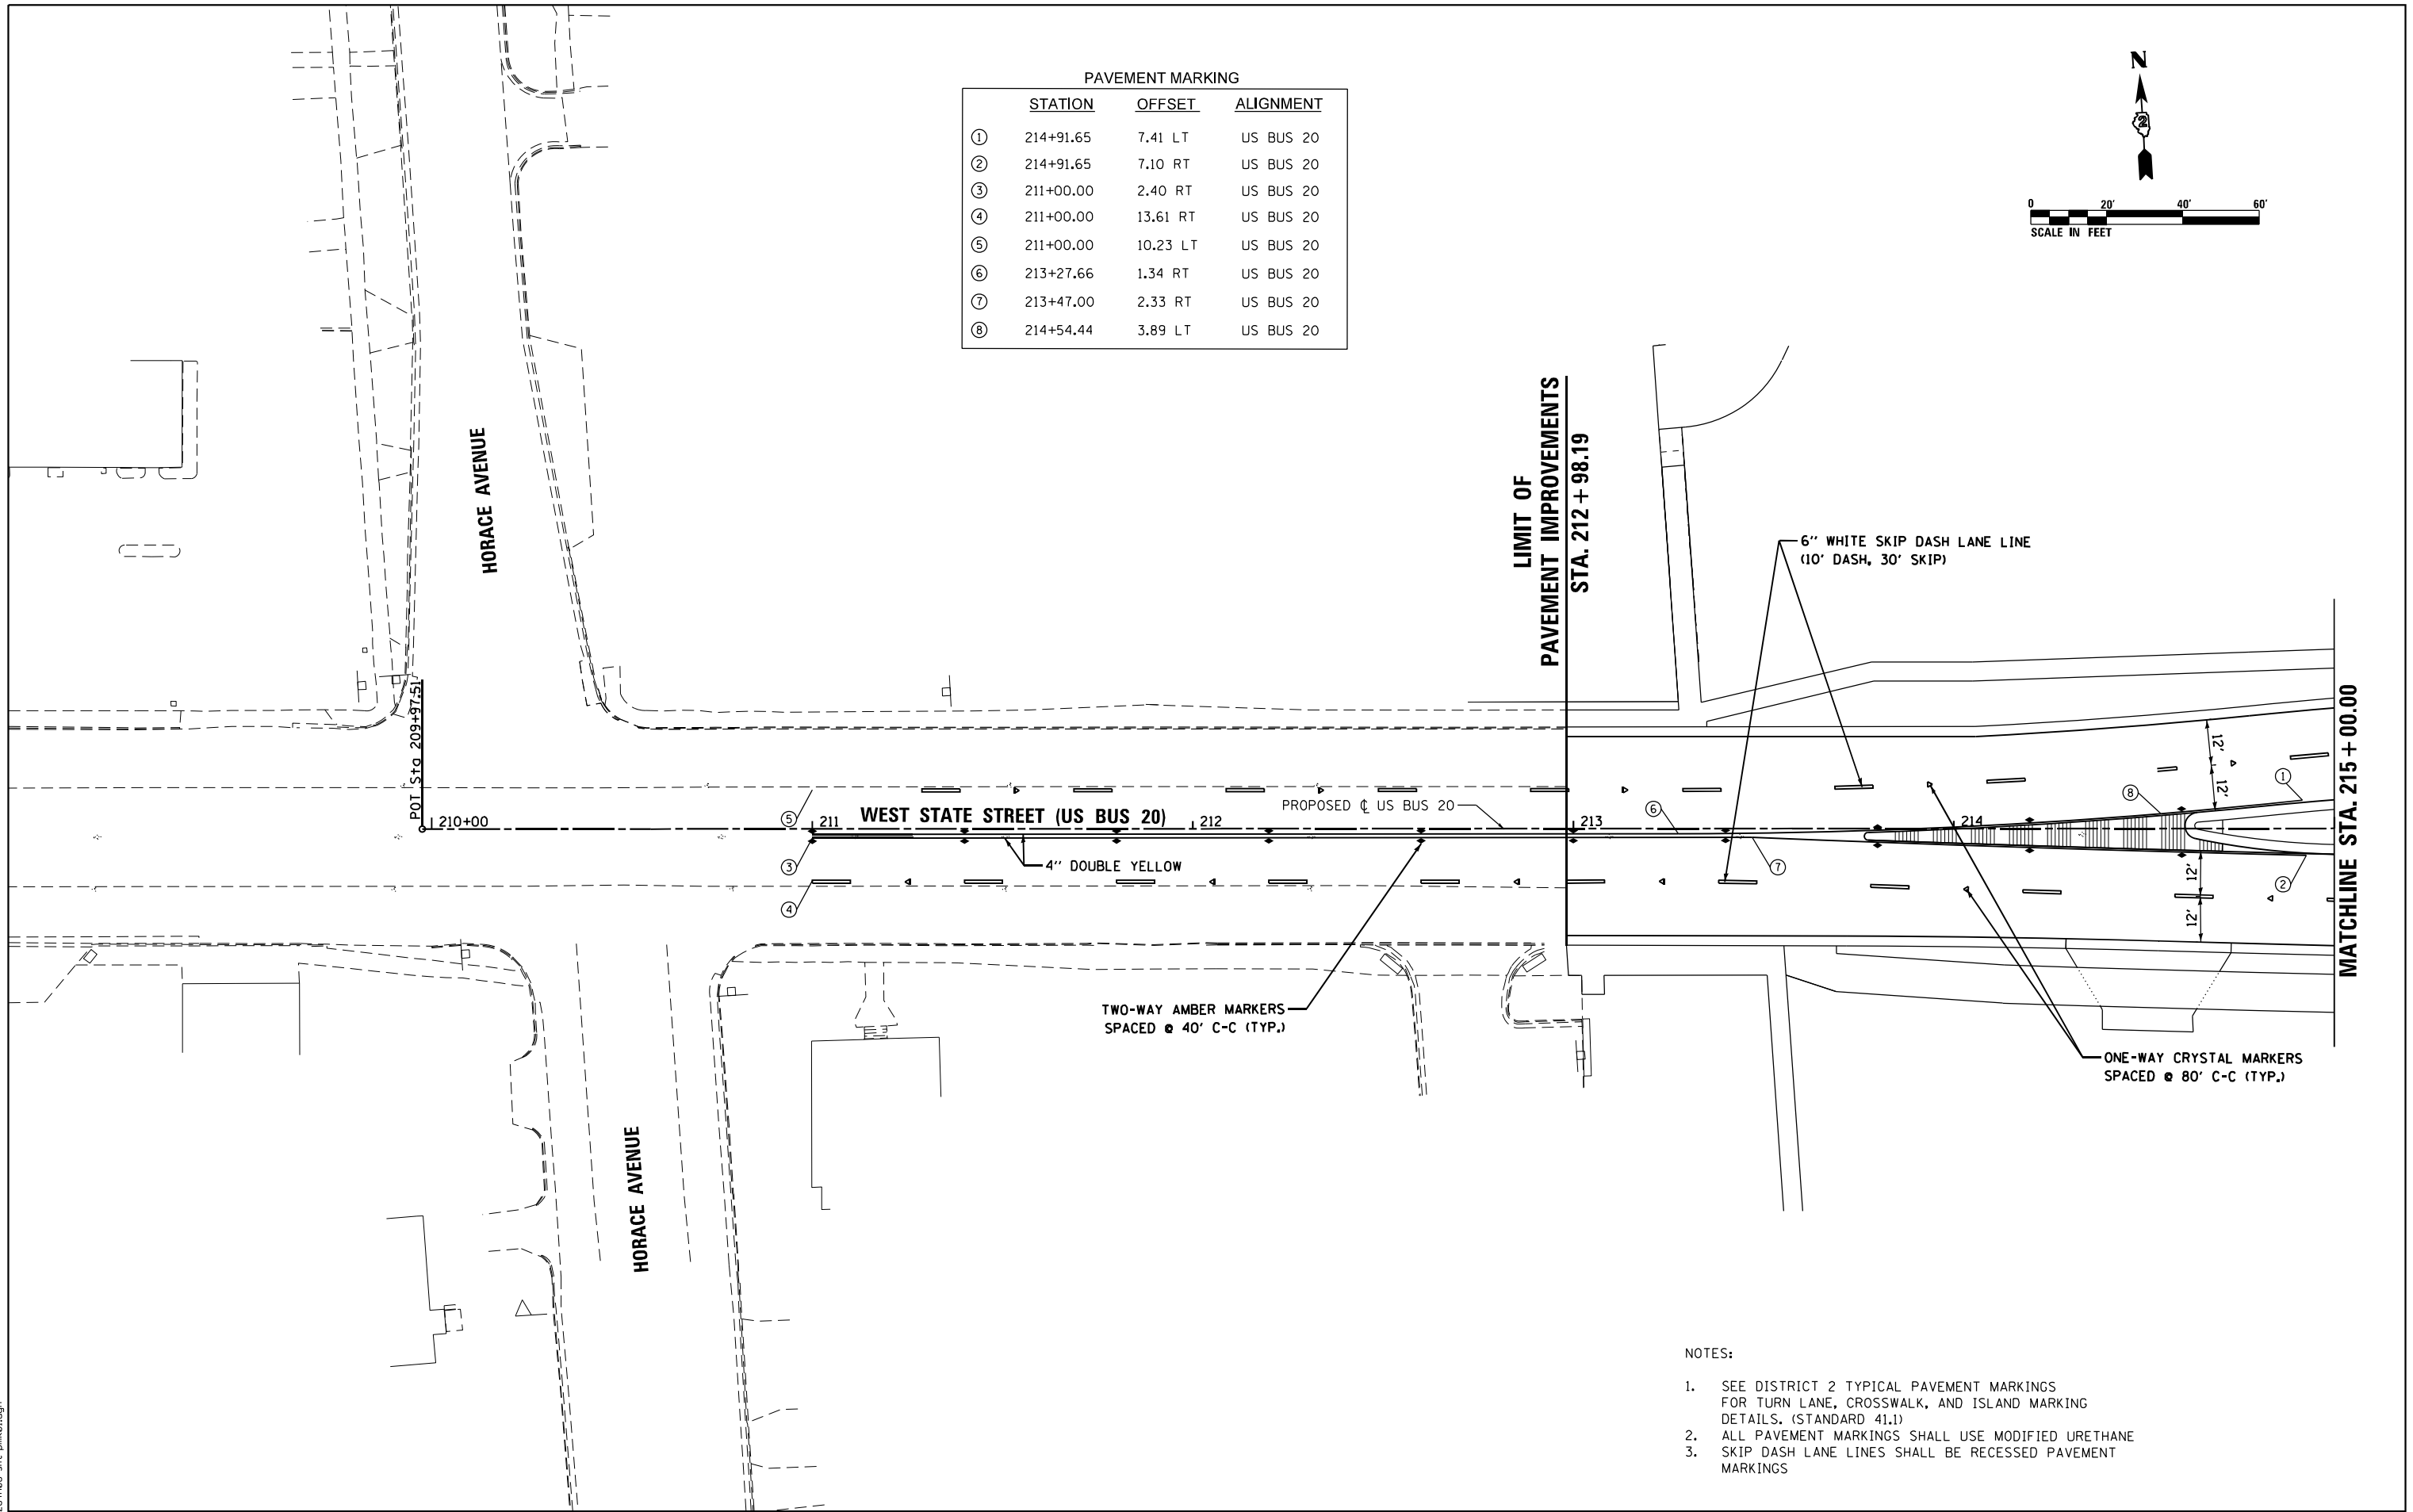 PAVEMENT MARKING
STATION OFFSET ALIGNMENT
① 214+91.65 7.41 LT US BUS 20
② 214+91.65 7.10 RT US BUS 20
③ 211+00.00 2.40 RT US BUS 20
④ 211+00.00 13.61 RT US BUS 20
⑤ 211+00.00 10.23 LT US BUS 20
⑥ 213+27.66 1.34 RT US BUS 20
⑦ 213+47.00 2.33 RT US BUS 20
⑧ 214+54.44 3.89 LT US BUS 20
N
2
0 20' 40' 60'
SCALE IN FEET
HORACE AVENUE
LIMIT OF
PAVEMENT IMPROVEMENTS
STA. 212 + 98.19
6" WHITE SKIP DASH LANE LINE
(10' DASH, 30' SKIP)
POT Sta 209+97.51
210+00
211
212
213
214
WEST STATE STREET (US BUS 20)
PROPOSED ℄ US BUS 20
⑤
③
④
⑥
⑦
⑧
①
②
12'
12'
12'
12'
4" DOUBLE YELLOW
MATCHLINE STA. 215 + 00.00
TWO-WAY AMBER MARKERS
SPACED @ 40' C-C (TYP.)
ONE-WAY CRYSTAL MARKERS
SPACED @ 80' C-C (TYP.)
HORACE AVENUE
NOTES:
1. SEE DISTRICT 2 TYPICAL PAVEMENT MARKINGS
FOR TURN LANE, CROSSWALK, AND ISLAND MARKING
DETAILS. (STANDARD 41.1)
2. ALL PAVEMENT MARKINGS SHALL USE MODIFIED URETHANE
3. SKIP DASH LANE LINES SHALL BE RECESSED PAVEMENT
MARKINGS